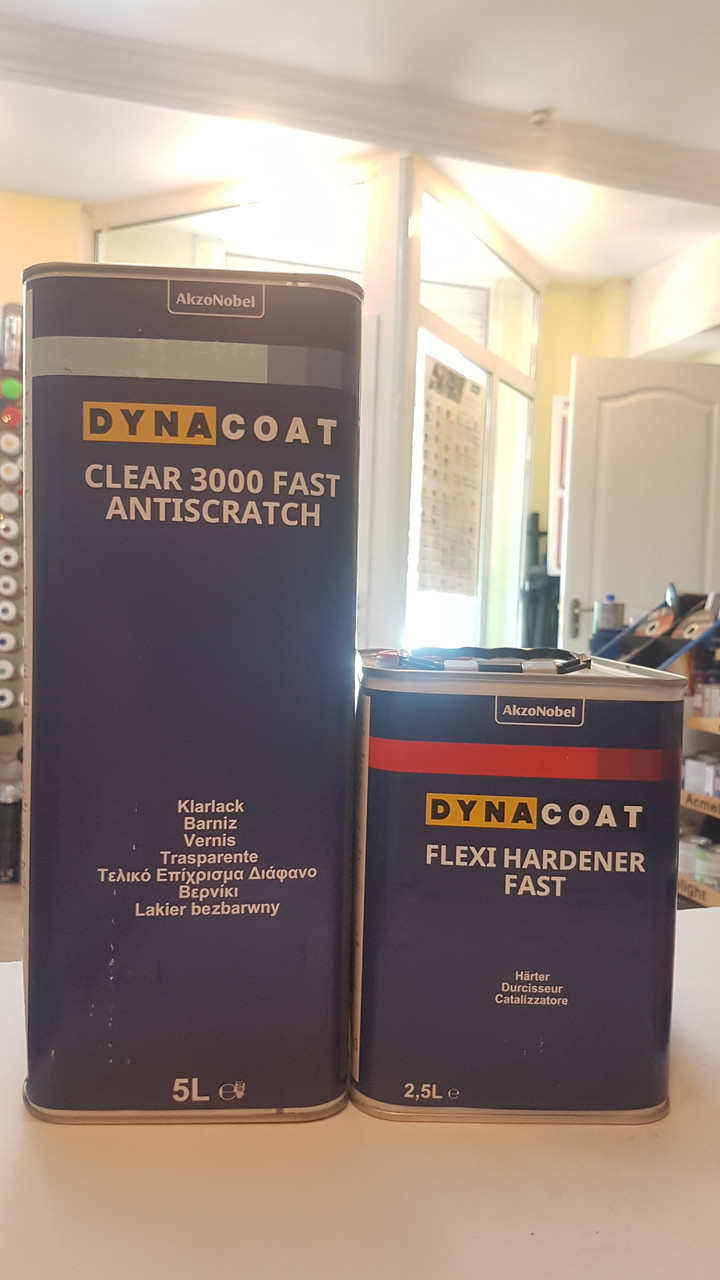 AkzoNobel
DYNACOAT
CLEAR 3000 FAST
ANTISCRATCH
Klarlack
Barniz
Vernis
Trasparente
Τελικό Επίχρισμα Διάφανο
Βερνίκι
Lakier bezbarwny
5L ℮
AkzoNobel
DYNACOAT
FLEXI HARDENER
FAST
Härter
Durcisseur
Catalizzatore
2,5L ℮